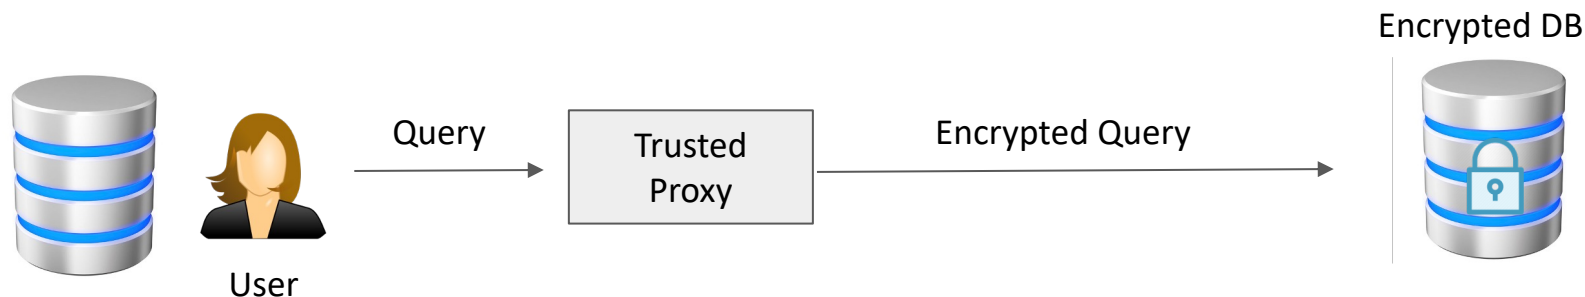 Encrypted DB
Query
Trusted
Proxy
Encrypted Query
User